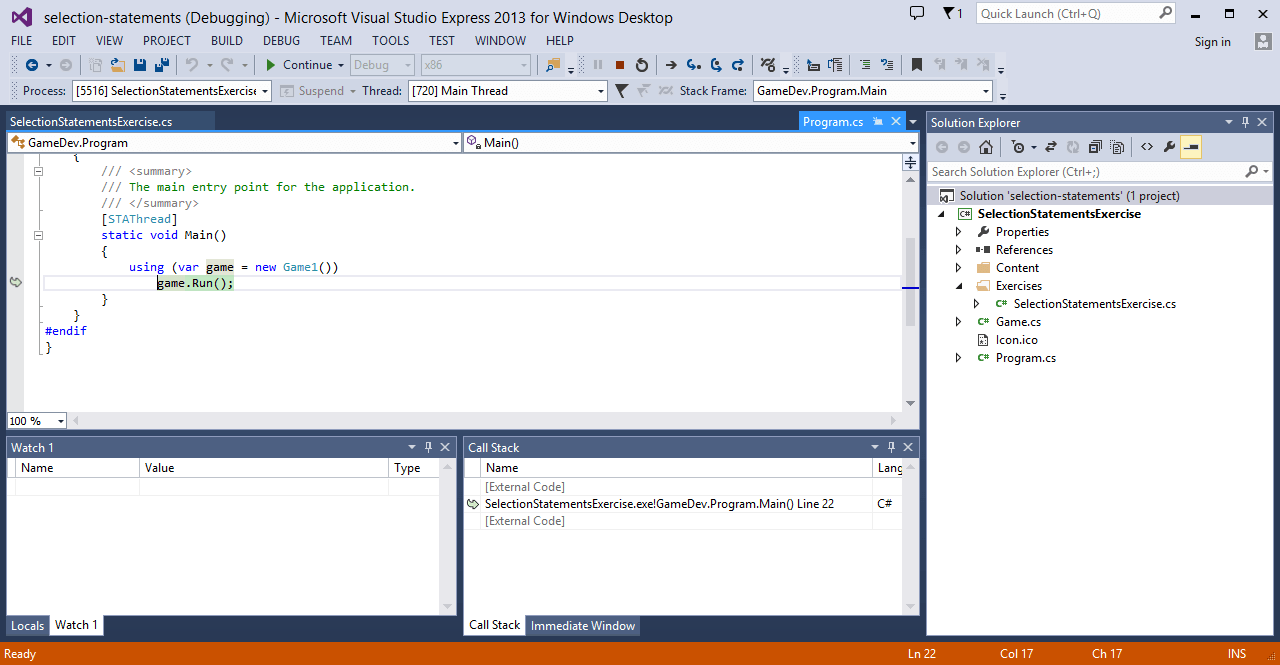 selection-statements (Debugging) - Microsoft Visual Studio Express 2013 for Windows Desktop
1
Quick Launch (Ctrl+Q)
FILE EDIT VIEW PROJECT BUILD DEBUG TEAM TOOLS TEST WINDOW HELP
Sign in
Continue Debug x86
Process: [5516] SelectionStatementsExercise Suspend Thread: [720] Main Thread Stack Frame: GameDev.Program.Main
SelectionStatementsExercise.cs
Program.cs
GameDev.Program
Main()
{
/// <summary>
/// The main entry point for the application.
/// </summary>
[STAThread]
static void Main()
{
using (var game = new Game1())
game.Run();
}
}
#endif
}
100 %
Solution Explorer
Search Solution Explorer (Ctrl+;)
Solution 'selection-statements' (1 project)
C# SelectionStatementsExercise
Properties
References
Content
Exercises
C# SelectionStatementsExercise.cs
C# Game.cs
Icon.ico
C# Program.cs
Watch 1
Name Value Type
Locals Watch 1
Call Stack
Name Lang
[External Code]
SelectionStatementsExercise.exe!GameDev.Program.Main() Line 22 C#
[External Code]
Call Stack Immediate Window
Ready Ln 22 Col 17 Ch 17 INS